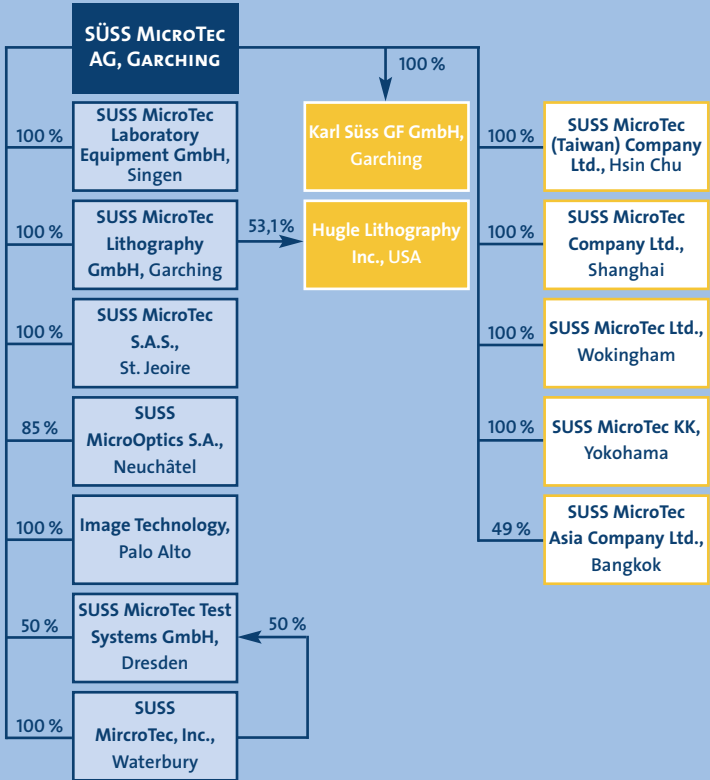 SÜSS MicroTec
AG, Garching
100 %
100 %
SUSS MicroTec
Laboratory
Equipment GmbH,
Singen
Karl Süss GF GmbH,
Garching
100 %
SUSS MicroTec
(Taiwan) Company
Ltd., Hsin Chu
100 %
SUSS MicroTec
Lithography
GmbH, Garching
53,1 %
Hugle Lithography
Inc., USA
100 %
SUSS MicroTec
Company Ltd.,
Shanghai
100 %
SUSS MicroTec
S.A.S.,
St. Jeoire
100 %
SUSS MicroTec Ltd.,
Wokingham
85 %
SUSS
MicroOptics S.A.,
Neuchâtel
100 %
SUSS MicroTec KK,
Yokohama
100 %
Image Technology,
Palo Alto
49 %
SUSS MicroTec
Asia Company Ltd.,
Bangkok
50 %
SUSS MicroTec Test
Systems GmbH,
Dresden
50 %
100 %
SUSS
MircroTec, Inc.,
Waterbury